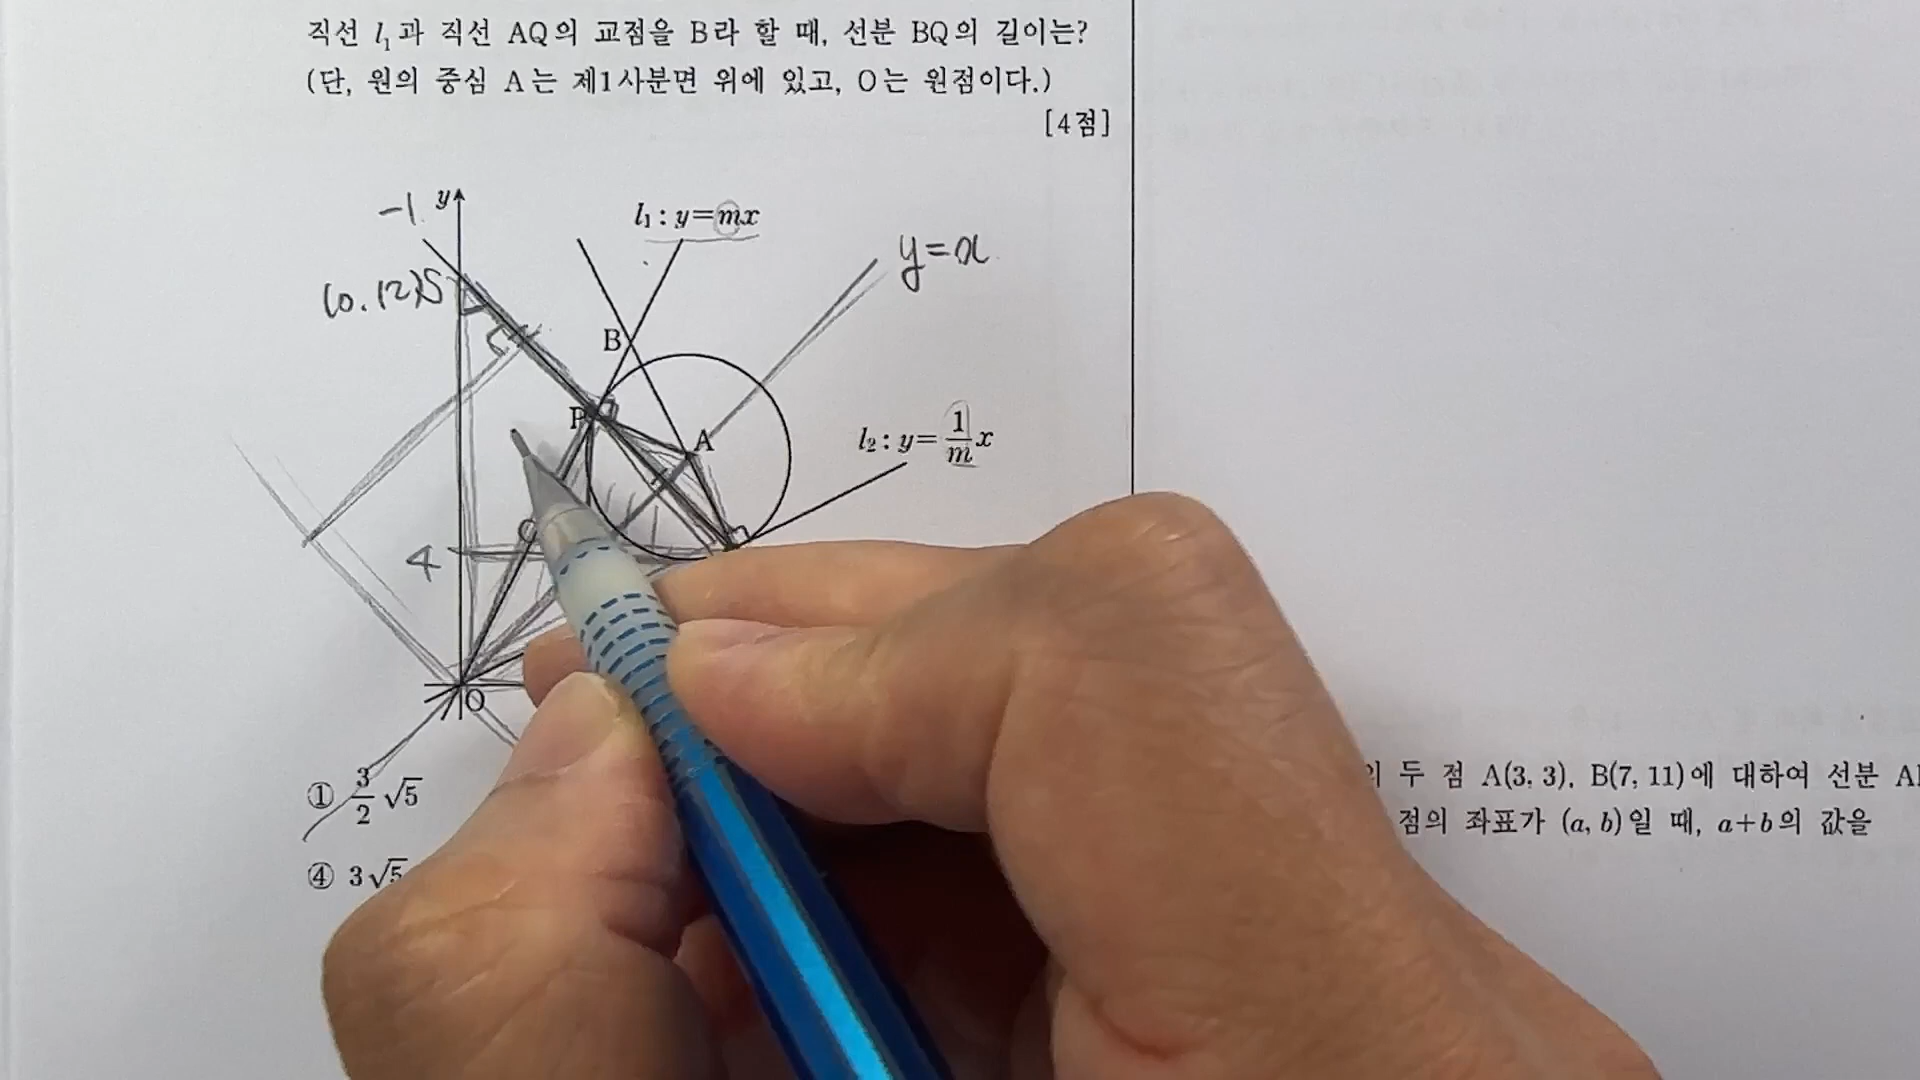 직선 l₁과 직선 AQ의 교점을 B라 할 때, 선분 BQ의 길이는?
(단, 원의 중심 A는 제1사분면 위에 있고, O는 원점이다.)
[4점]
-1
y
l₁ : y=mx
y=x
(0.12)S
B
P
A
l₂ : y=1/m x
4
O
① 3/2 √5
④ 3√5
두 점 A(3, 3), B(7, 11)에 대하여 선분
점의 좌표가 (a, b)일 때, a+b의 값을